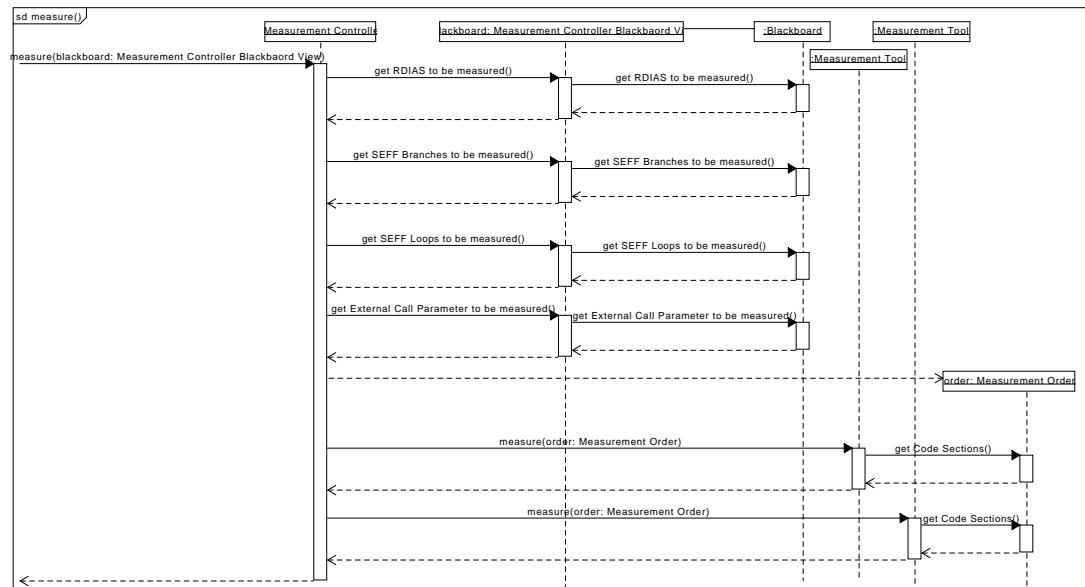 sd measure()
Measurement Controlle
lackboard: Measurement Controller Blackbaord Vi
:Blackboard
:Measurement Tool
:Measurement Tool
measure(blackboard: Measurement Controller Blackbaord View)
get RDIAS to be measured()
get RDIAS to be measured()
get SEFF Branches to be measured()
get SEFF Branches to be measured()
get SEFF Loops to be measured()
get SEFF Loops to be measured()
get External Call Parameter to be measured()
get External Call Parameter to be measured()
order: Measurement Order
measure(order: Measurement Order)
get Code Sections()
measure(order: Measurement Order)
get Code Sections()